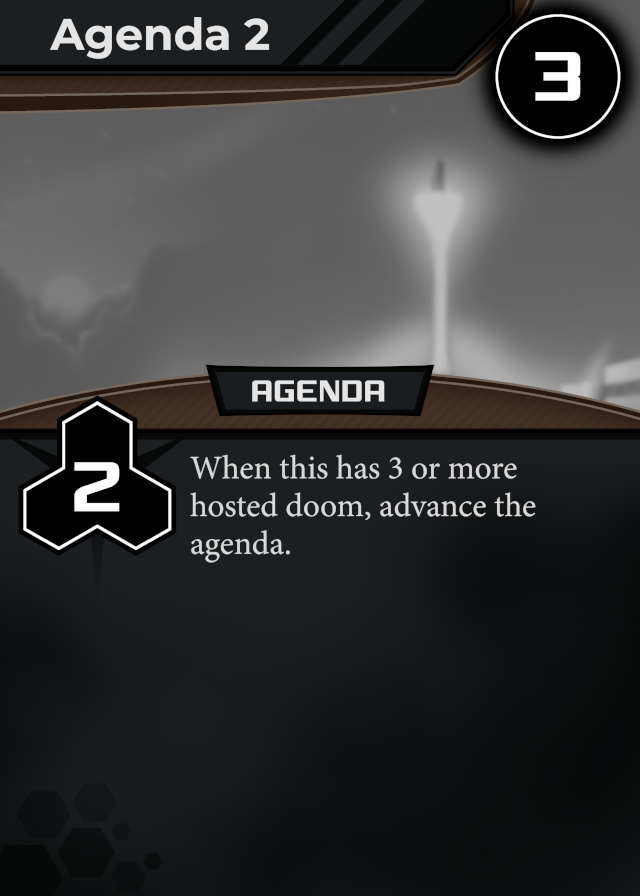 Agenda 2
3
AGENDA
2
When this has 3 or more
hosted doom, advance the
agenda.